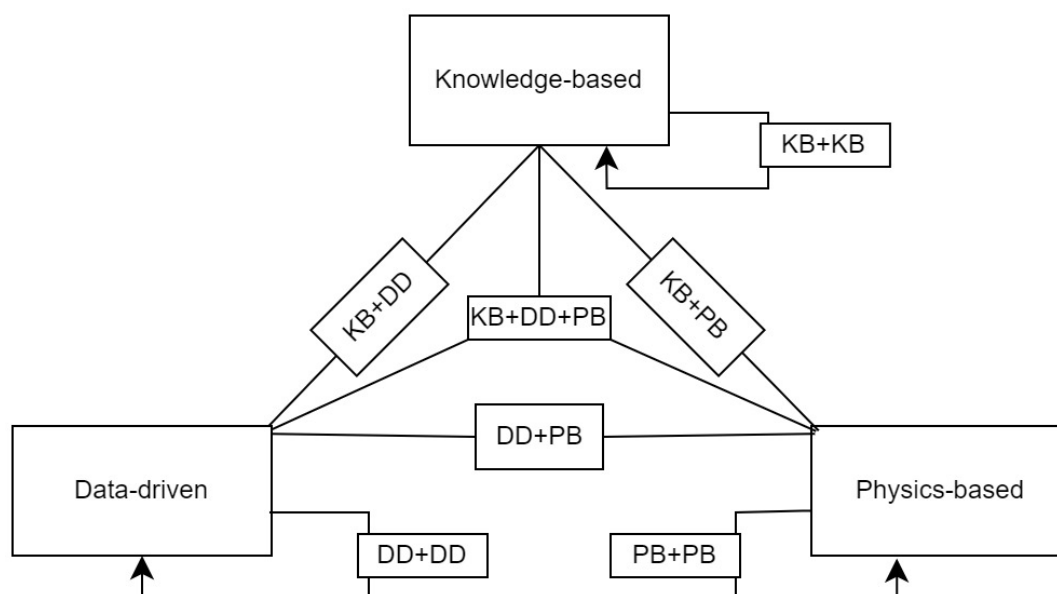 Knowledge-based
KB+KB
KB+DD
KB+PB
KB+DD+PB
DD+PB
Data-driven
Physics-based
DD+DD
PB+PB